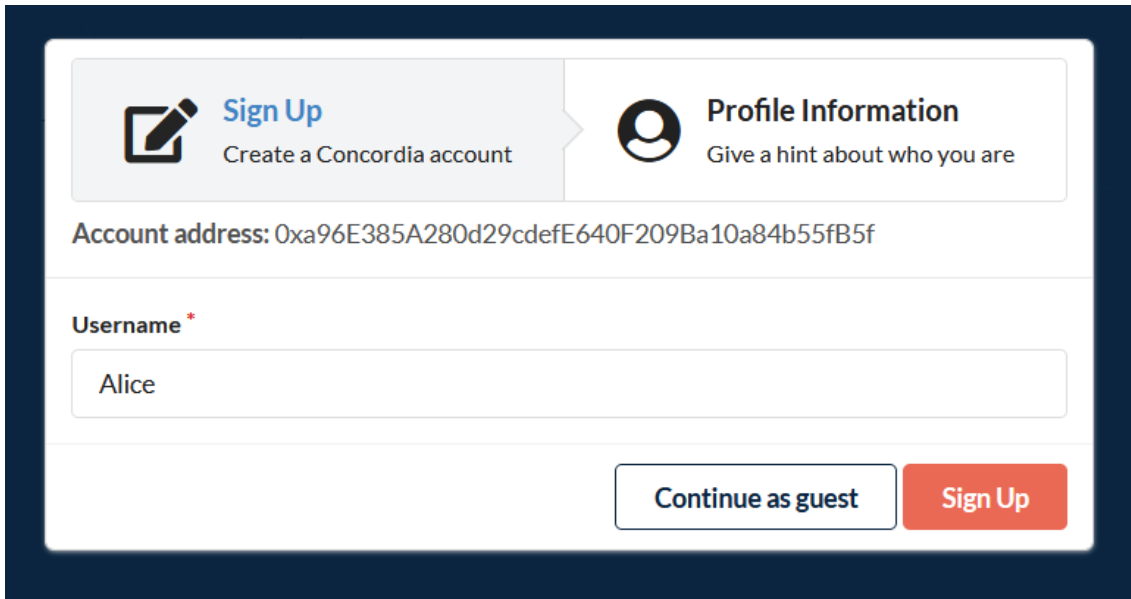 Sign Up
Create a Concordia account
Profile Information
Give a hint about who you are
Account address: 0xa96E385A280d29cdefE640F209Ba10a84b55fB5f
Username *
Alice
Continue as guest
Sign Up